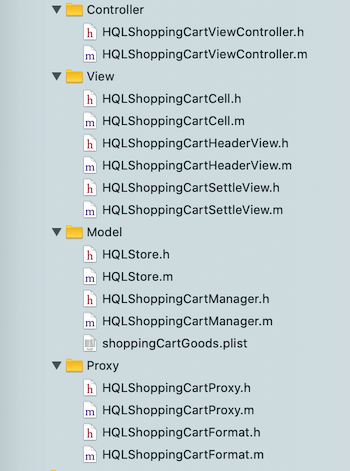 Controller
h HQLShoppingCartViewController.h
m HQLShoppingCartViewController.m
View
h HQLShoppingCartCell.h
m HQLShoppingCartCell.m
h HQLShoppingCartHeaderView.h
m HQLShoppingCartHeaderView.m
h HQLShoppingCartSettleView.h
m HQLShoppingCartSettleView.m
Model
h HQLStore.h
m HQLStore.m
h HQLShoppingCartManager.h
m HQLShoppingCartManager.m
shoppingCartGoods.plist
Proxy
h HQLShoppingCartProxy.h
m HQLShoppingCartProxy.m
h HQLShoppingCartFormat.h
m HQLShoppingCartFormat.m